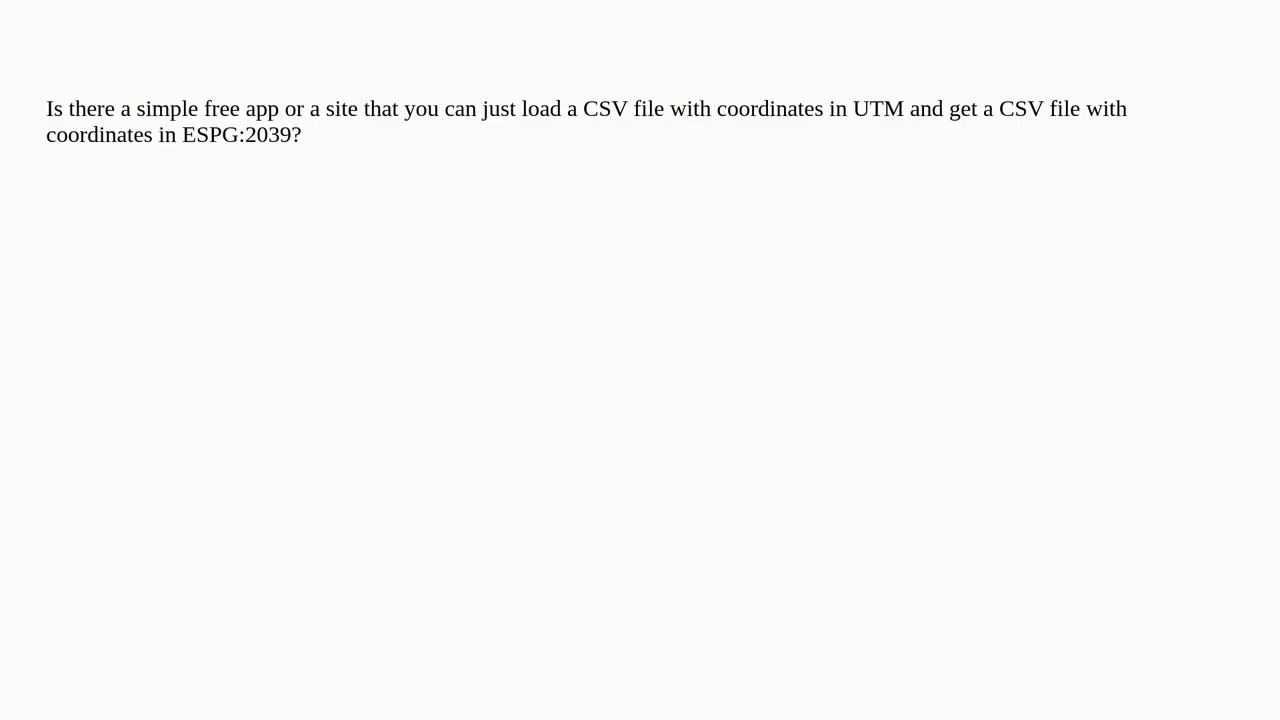 Is there a simple free app or a site that you can just load a CSV file with coordinates in UTM and get a CSV file with
coordinates in ESPG:2039?